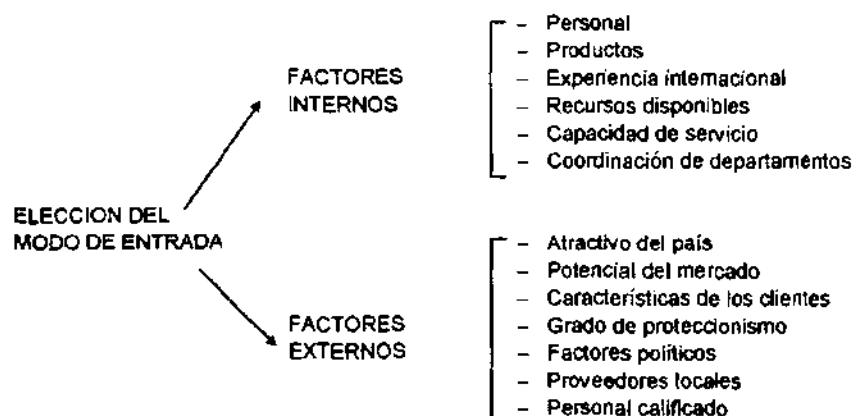 FACTORES
INTERNOS
– Personal
– Productos
– Experiencia internacional
– Recursos disponibles
– Capacidad de servicio
– Coordinación de departamentos
ELECCION DEL
MODO DE ENTRADA
FACTORES
EXTERNOS
– Atractivo del país
– Potencial del mercado
– Características de los clientes
– Grado de proteccionismo
– Factores políticos
– Proveedores locales
– Personal calificado